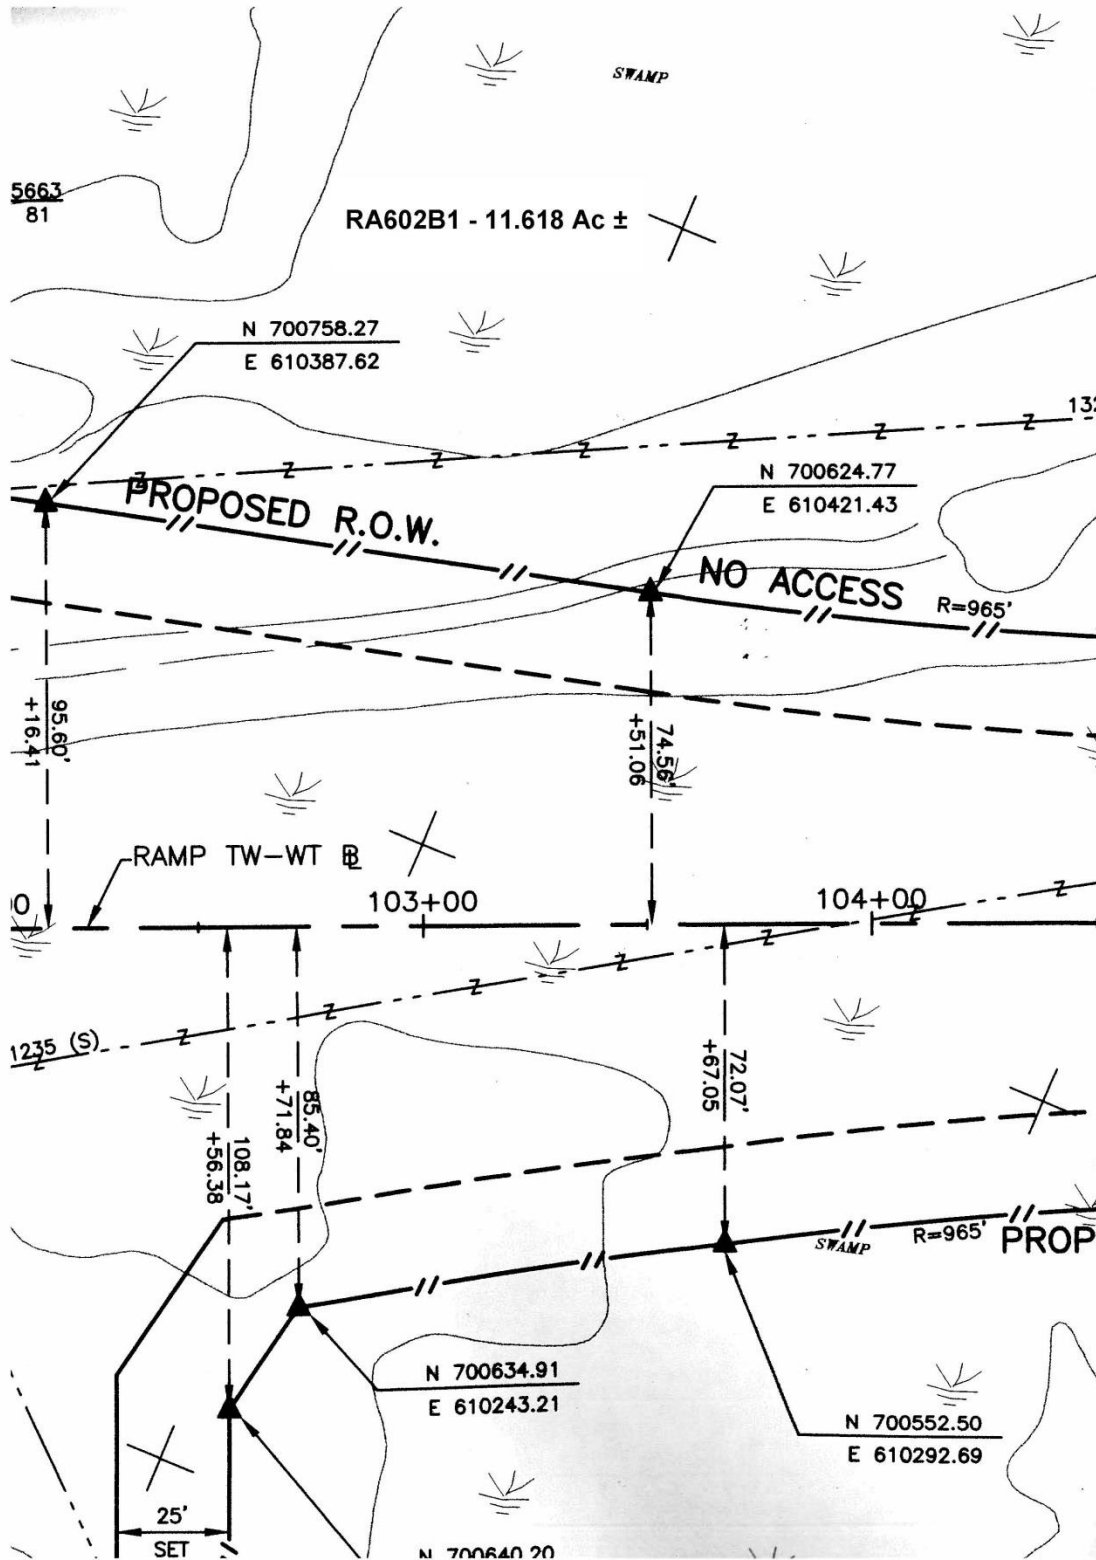 SWAMP
5663
81
RA602B1 - 11.618 Ac ±
N 700758.27
E 610387.62
132
N 700624.77
E 610421.43
PROPOSED R.O.W.
NO ACCESS
R=965'
95.60'
+16.41
74.56'
+51.06
RAMP TW-WT BL
103+00
104+00
1235 (S)
85.40'
+71.84
72.07'
+67.05
108.17'
+56.38
SWAMP
R=965'
PROP
N 700634.91
E 610243.21
N 700552.50
E 610292.69
25'
SET
N 700640.20